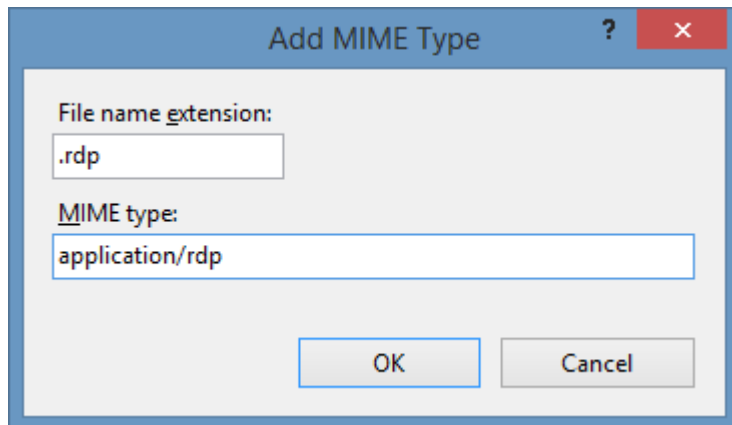 Add MIME Type
?
×
File name extension:
.rdp
MIME type:
application/rdp
OK
Cancel